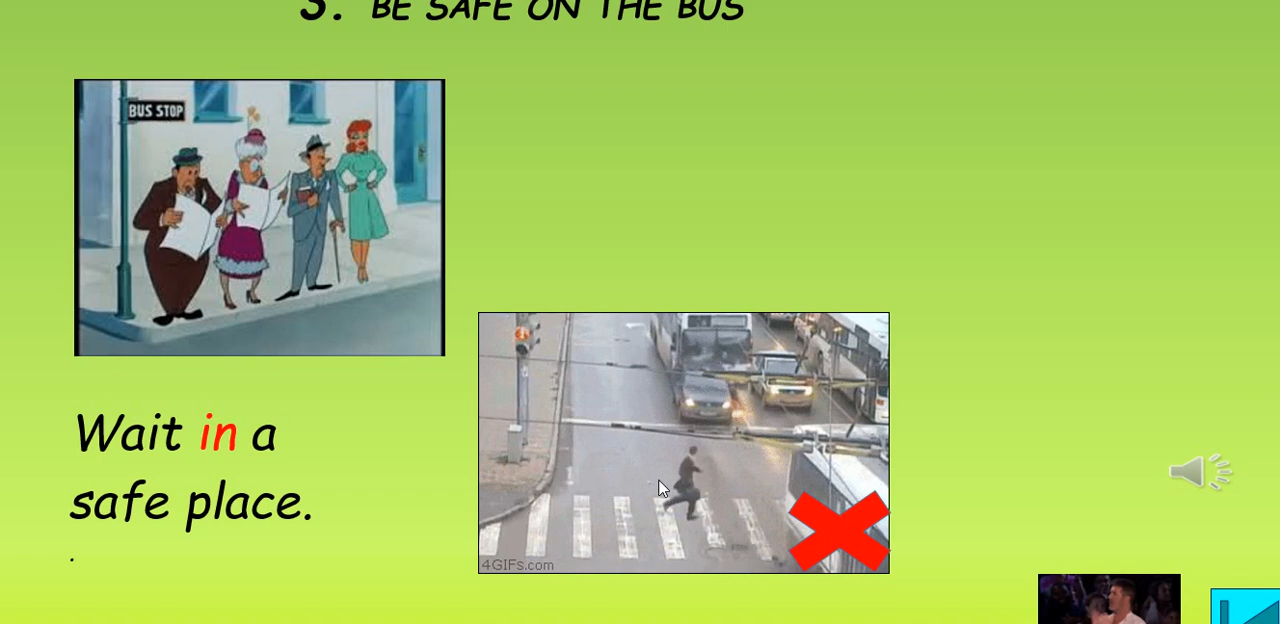 3. BE SAFE ON THE BUS
BUS STOP
Wait in a
safe place.
.
4GIFs.com